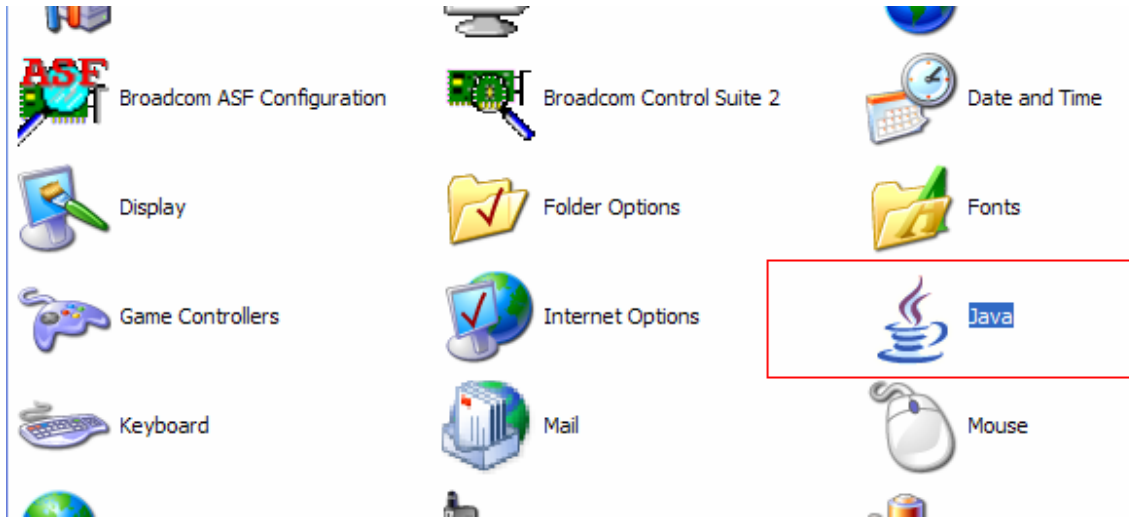 ASF
Broadcom ASF Configuration
Broadcom Control Suite 2
Date and Time
Display
Folder Options
Fonts
Game Controllers
Internet Options
Java
Keyboard
Mail
Mouse